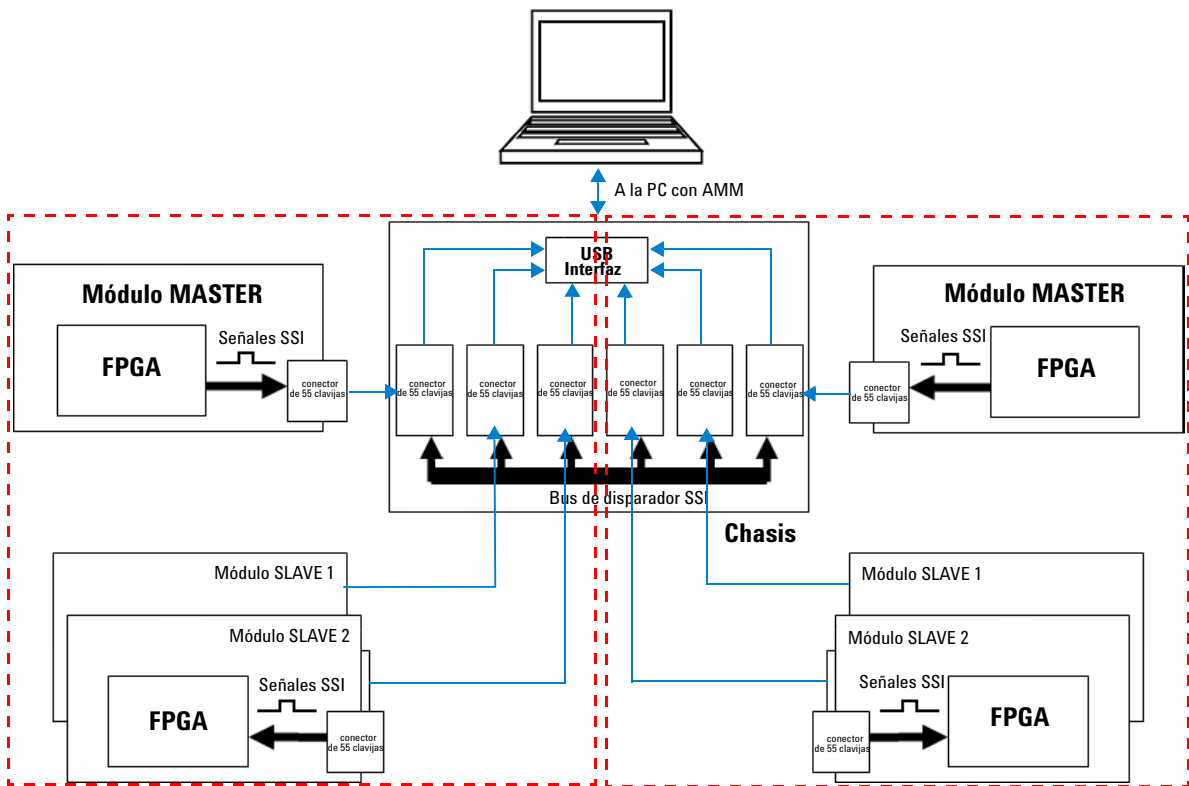 A la PC con AMM
USB
Interfaz
Módulo MASTER
Señales SSI
FPGA
conector
de 55 clavijas
conector
de 55 clavijas
conector
de 55 clavijas
conector
de 55 clavijas
conector
de 55 clavijas
conector
de 55 clavijas
conector
de 55 clavijas
Módulo MASTER
Señales SSI
FPGA
conector
de 55 clavijas
Bus de disparador SSI
Chasis
Módulo SLAVE 1
Módulo SLAVE 2
Señales SSI
FPGA
conector
de 55 clavijas
Módulo SLAVE 1
Módulo SLAVE 2
Señales SSI
FPGA
conector
de 55 clavijas